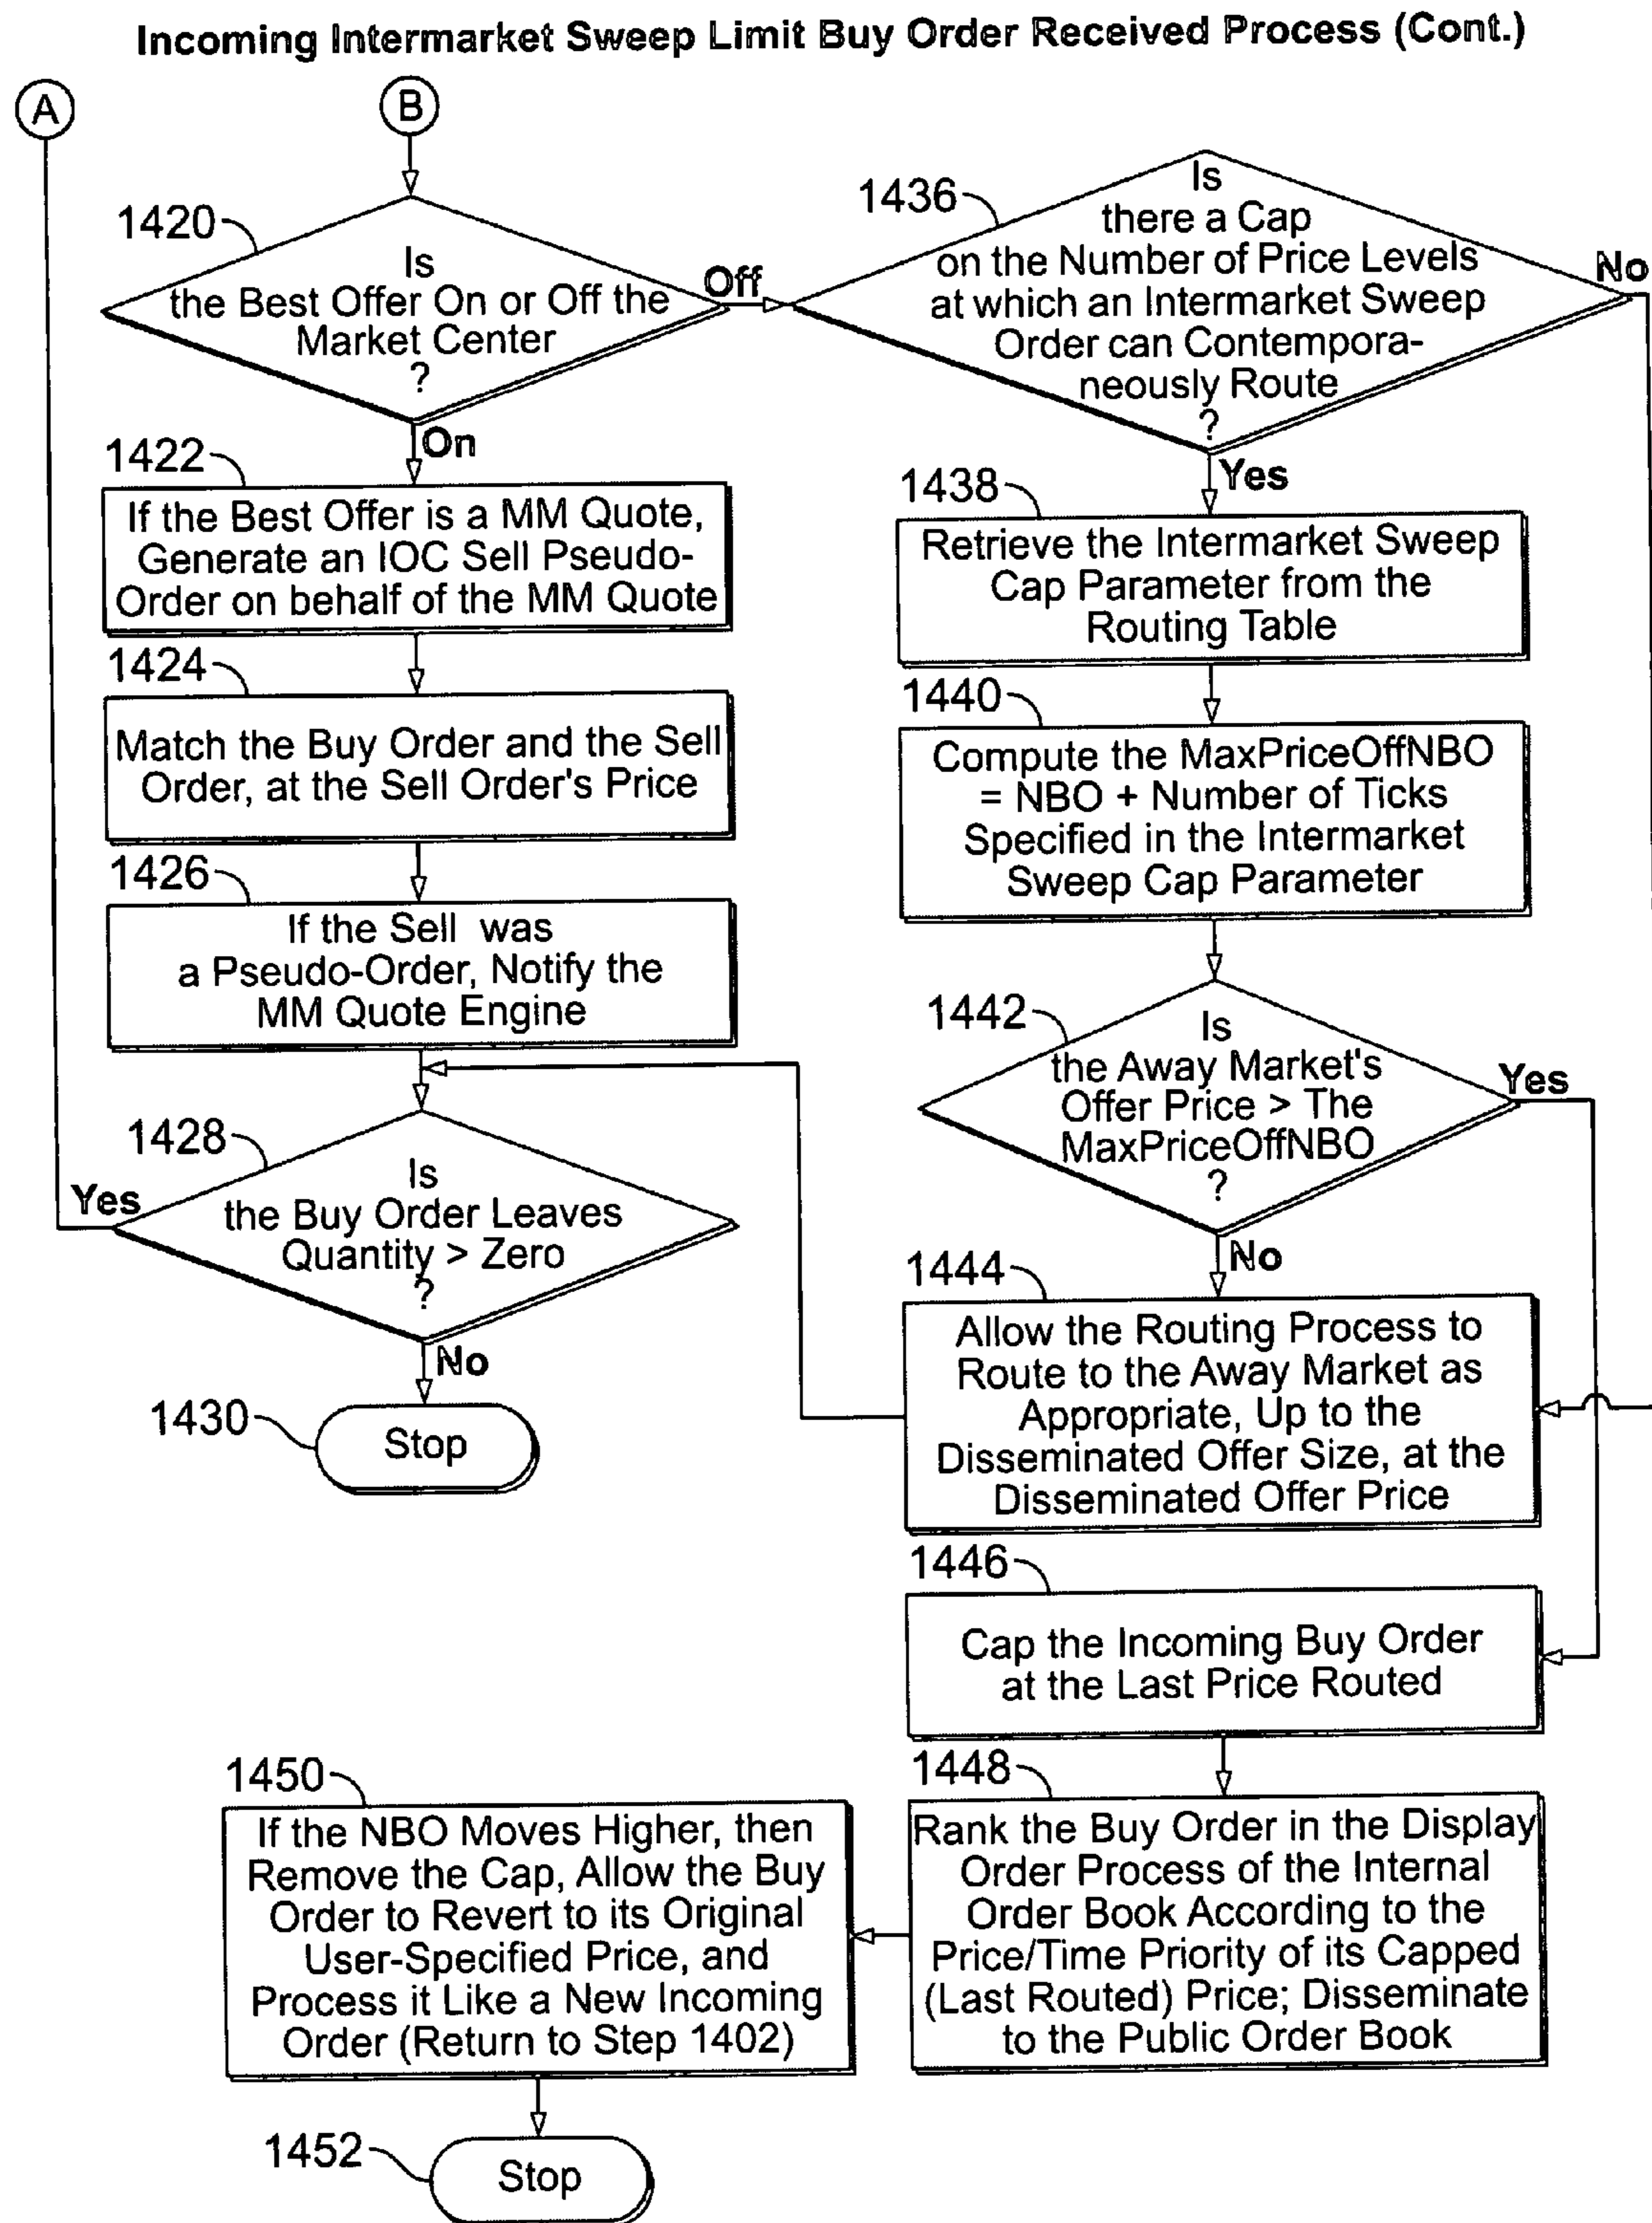 Incoming Intermarket Sweep Limit Buy Order Received Process (Cont.)
A
B
1420
Is
the Best Offer On or Off the
Market Center
?
Off
On
1422
If the Best Offer is a MM Quote,
Generate an IOC Sell Pseudo-
Order on behalf of the MM Quote
1424
Match the Buy Order and the Sell
Order, at the Sell Order's Price
1426
If the Sell was
a Pseudo-Order, Notify the
MM Quote Engine
1428
Is
the Buy Order Leaves
Quantity > Zero
?
Yes
No
1430
Stop
1436
Is
there a Cap
on the Number of Price Levels
at which an Intermarket Sweep
Order can Contempora-
neously Route
?
No
Yes
1438
Retrieve the Intermarket Sweep
Cap Parameter from the
Routing Table
1440
Compute the MaxPriceOffNBO
= NBO + Number of Ticks
Specified in the Intermarket
Sweep Cap Parameter
1442
Is
the Away Market's
Offer Price > The
MaxPriceOffNBO
?
Yes
No
1444
Allow the Routing Process to
Route to the Away Market as
Appropriate, Up to the
Disseminated Offer Size, at the
Disseminated Offer Price
1446
Cap the Incoming Buy Order
at the Last Price Routed
1448
Rank the Buy Order in the Display
Order Process of the Internal
Order Book According to the
Price/Time Priority of its Capped
(Last Routed) Price; Disseminate
to the Public Order Book
1450
If the NBO Moves Higher, then
Remove the Cap, Allow the Buy
Order to Revert to its Original
User-Specified Price, and
Process it Like a New Incoming
Order (Return to Step 1402)
1452
Stop